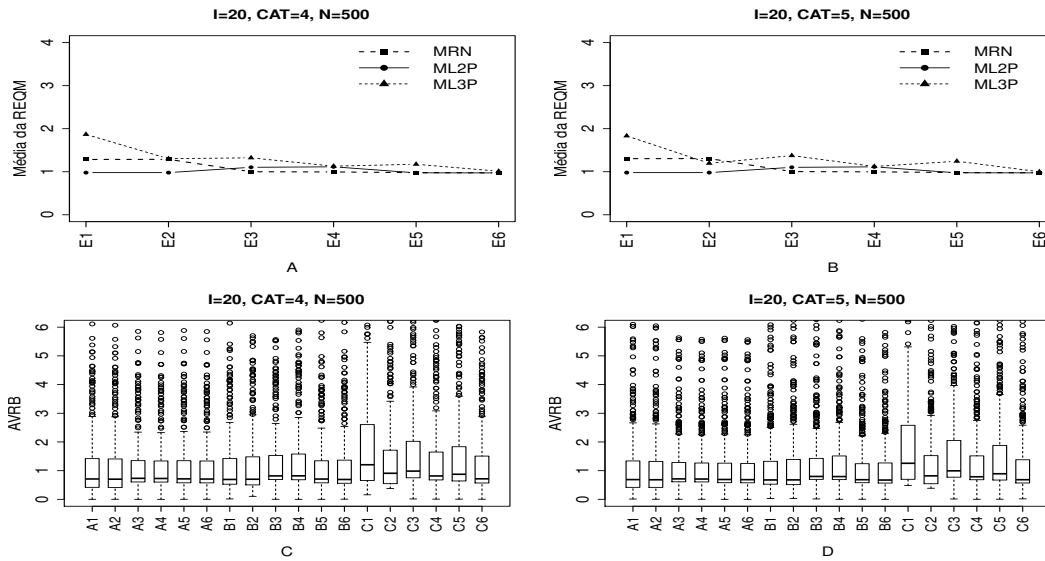 I=20, CAT=4, N=500
Média da REQM
4
3
2
1
0
MRN
ML2P
ML3P
E1 E2 E3 E4 E5 E6
A
I=20, CAT=5, N=500
Média da REQM
4
3
2
1
0
MRN
ML2P
ML3P
E1 E2 E3 E4 E5 E6
B
I=20, CAT=4, N=500
AVRB
6
5
4
3
2
1
0
A1 A2 A3 A4 A5 A6 B1 B2 B3 B4 B5 B6 C1 C2 C3 C4 C5 C6
C
I=20, CAT=5, N=500
AVRB
6
5
4
3
2
1
0
A1 A2 A3 A4 A5 A6 B1 B2 B3 B4 B5 B6 C1 C2 C3 C4 C5 C6
D